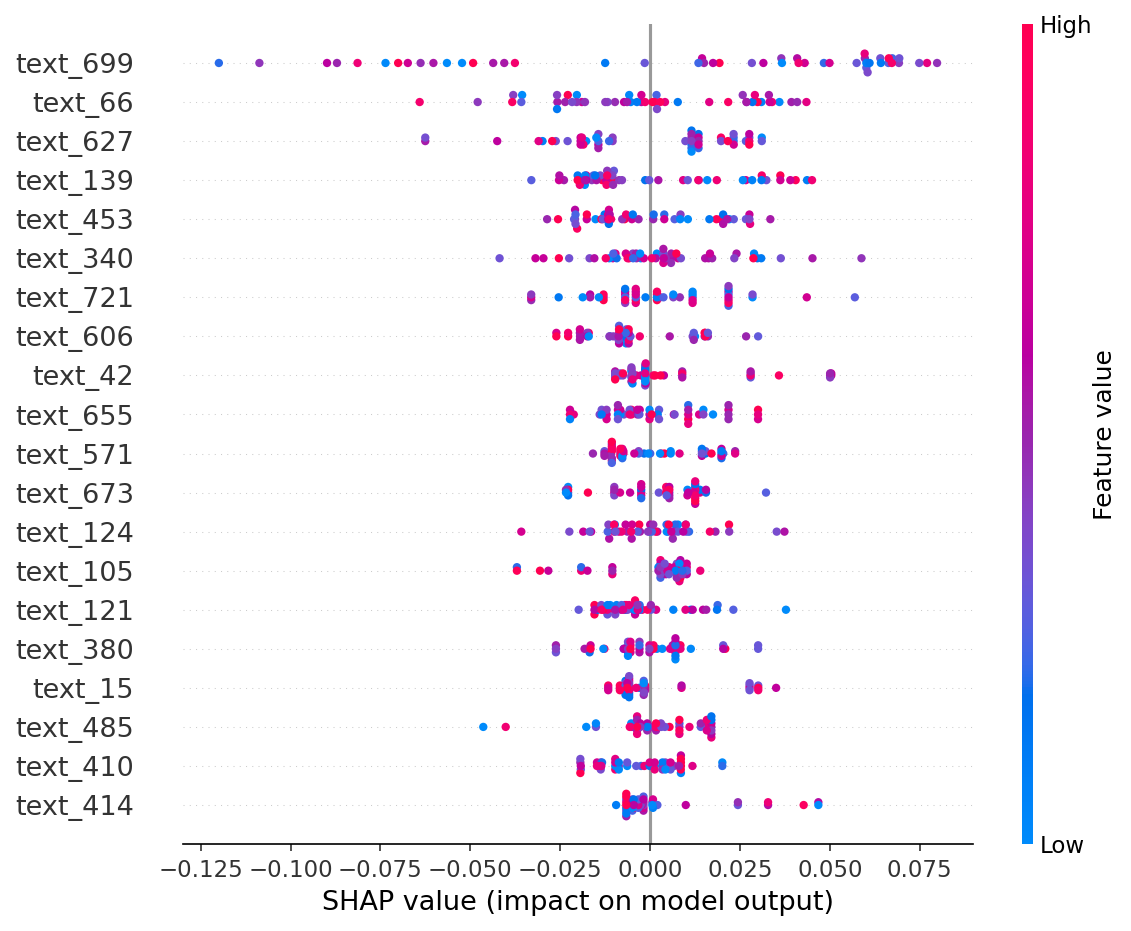 High
text_699
text_66
text_627
text_139
text_453
text_340
text_721
text_606
text_42
text_655
text_571
text_673
text_124
text_105
text_121
text_380
text_15
text_485
text_410
text_414
Feature value
Low
−0.125 −0.100 −0.075 −0.050 −0.025 0.000 0.025 0.050 0.075
SHAP value (impact on model output)